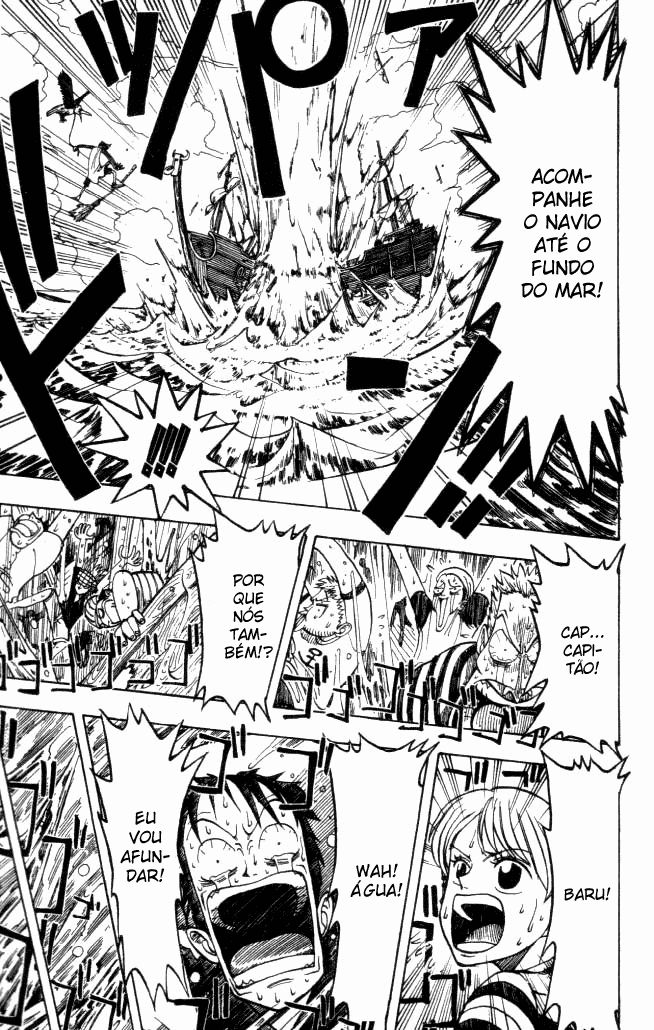 ACOM-
PANHE
O NAVIO
ATÉ O
FUNDO
DO MAR!
!!!
CAP...
CAPI-
TÃO!
POR
QUE
NÓS
TAM-
BÉM!?
BARU!
WAH!
ÁGUA!
EU
VOU
AFUN-
DAR!